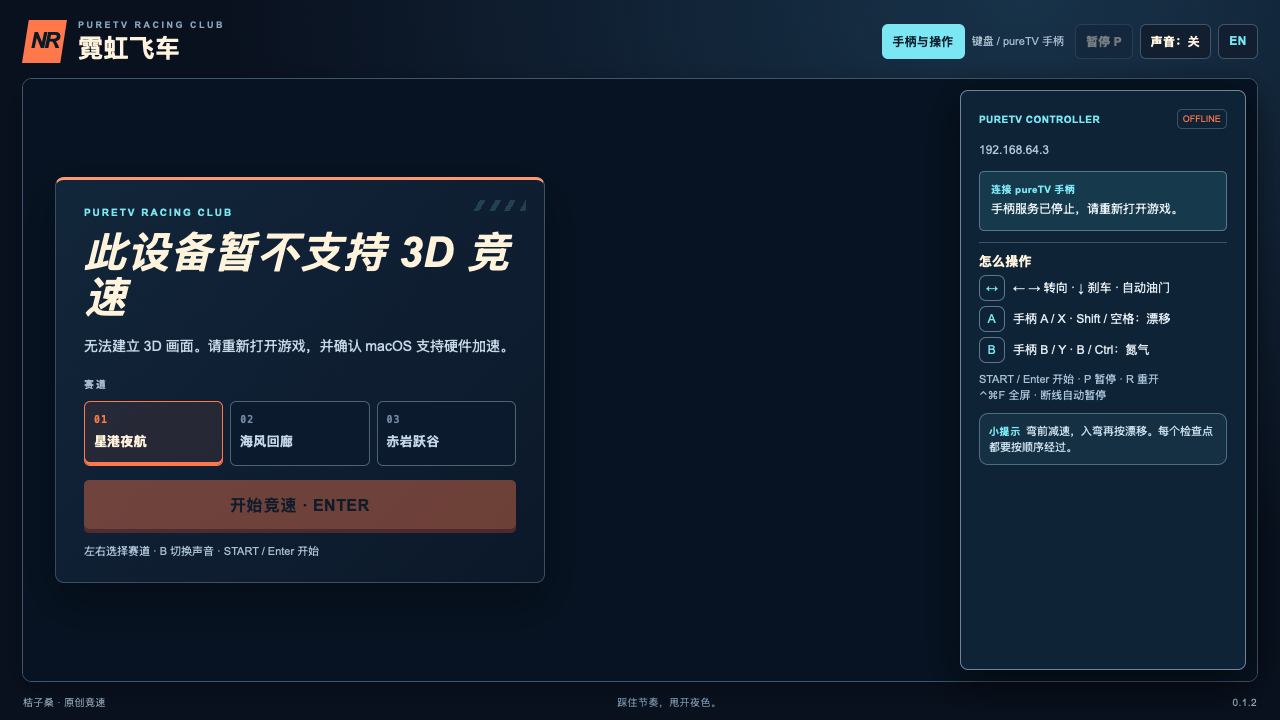 NR
PURETV RACING CLUB
霓虹飞车
手柄与操作
键盘 / pureTV 手柄
暂停 P
声音：关
EN
PURETV RACING CLUB
此设备暂不支持 3D 竞
速
无法建立 3D 画面。请重新打开游戏，并确认 macOS 支持硬件加速。
赛道
01
星港夜航
02
海风回廊
03
赤岩跃谷
开始竞速 · ENTER
左右选择赛道 · B 切换声音 · START / Enter 开始
PURETV CONTROLLER
OFFLINE
192.168.64.3
连接 pureTV 手柄
手柄服务已停止，请重新打开游戏。
怎么操作
↔ ←→ 转向 · ↓ 刹车 · 自动油门
A 手柄 A / X · Shift / 空格：漂移
B 手柄 B / Y · B / Ctrl：氮气
START / Enter 开始 · P 暂停 · R 重开
^⌘F 全屏 · 断线自动暂停
小提示 弯前减速，入弯再按漂移。每个检查点
都要按顺序经过。
桔子桑 · 原创竞速
踩住节奏，甩开夜色。
0.1.2